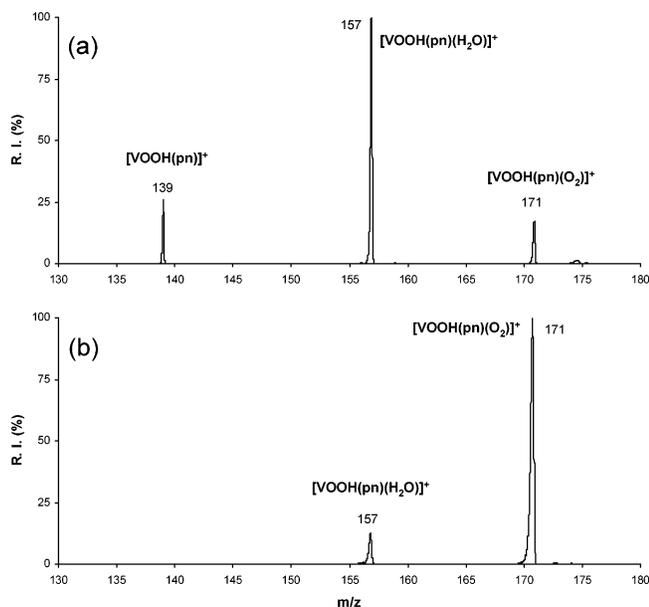 100
(a)
157
[VOOH(pn)(H₂O)]⁺
75
R. I. (%)
50
[VOOH(pn)]⁺
[VOOH(pn)(O₂)]⁺
139
171
25
0
130 135 140 145 150 155 160 165 170 175 180
100
(b)
[VOOH(pn)(O₂)]⁺ 171
75
R. I. (%)
50
[VOOH(pn)(H₂O)]⁺
25
157
0
130 135 140 145 150 155 160 165 170 175 180
m/z